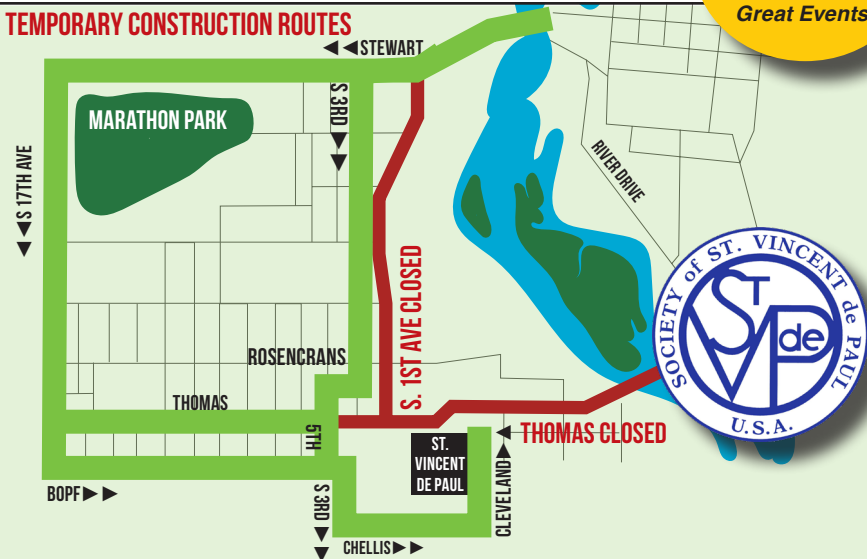 TEMPORARY CONSTRUCTION ROUTES
Great Events
◄◄STEWART
S 3RD ►►
MARATHON PARK
◄◄S 17TH AVE
RIVER DRIVE
SOCIETY of ST. VINCENT de PAUL
ST
V de P
U.S.A.
S. 1ST AVE CLOSED
ROSENCRANS
THOMAS
5TH
ST.
VINCENT
DE PAUL
◄THOMAS CLOSED
CLEVELAND►
BOPF►►
S 3RD ►►
CHELLIS►►